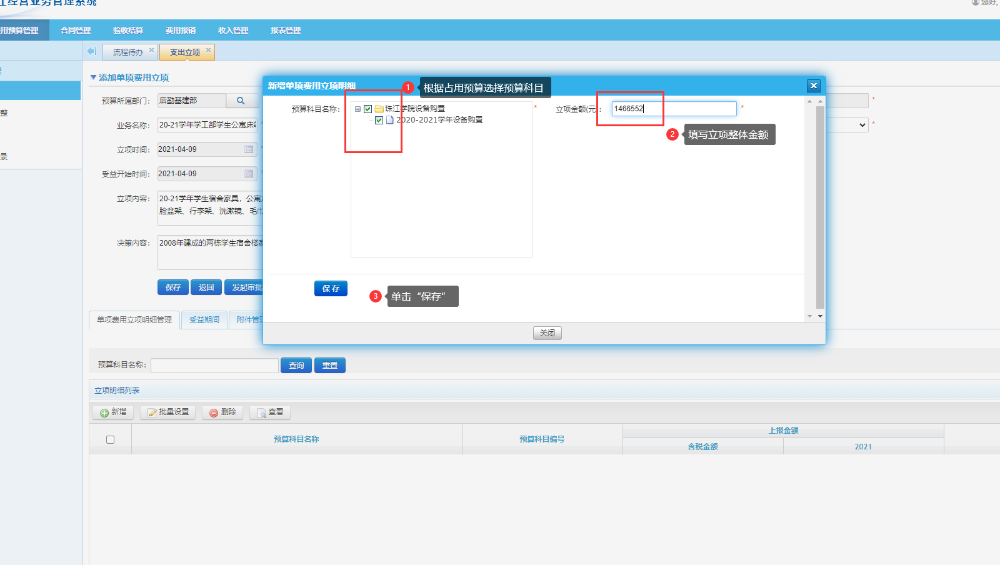 江经营业务管理系统
您好,
用预算管理
合同管理
验收结算
费用报销
收入管理
报表管理
流程待办
支出立项
理
整
录
添加单项费用立项
预算所属部门：
后勤基建部
*
业务名称：
20-21学年学工部学生公寓床
*
立项时间：
2021-04-09
受益开始时间：
2021-04-09
立项内容：
20-21学年学生宿舍家具，公寓
脸盆架、行李架、洗漱镜、毛巾
决策内容：
2008年建成的两栋学生宿舍楼
保存
返回
发起审批
新增单项费用立项明细
1
根据占用预算选择预算科目
预算科目名称：
珠江学院设备购置
2020-2021学年设备购置
*
立项金额(元)：
1466552
*
2
填写立项整体金额
保 存
3
单击“保存”
关闭
单项费用立项明细管理
受益期间
附件管理
预算科目名称：
查询
重置
立项明细列表
新增
批量设置
删除
查看
预算科目名称
预算科目编号
上报金额
含税金额
2021